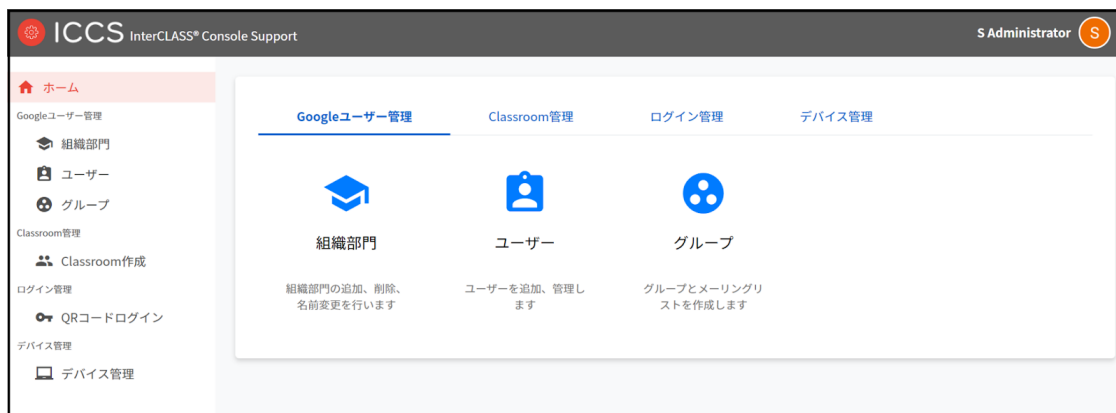 ICCS InterCLASS® Console Support
S Administrator
S
ホーム
Googleユーザー管理
組織部門
ユーザー
グループ
Classroom管理
Classroom作成
ログイン管理
QRコードログイン
デバイス管理
デバイス管理
Googleユーザー管理
Classroom管理
ログイン管理
デバイス管理
組織部門
組織部門の追加、削除、
名前変更を行います
ユーザー
ユーザーを追加、管理し
ます
グループ
グループとメーリングリ
ストを作成します